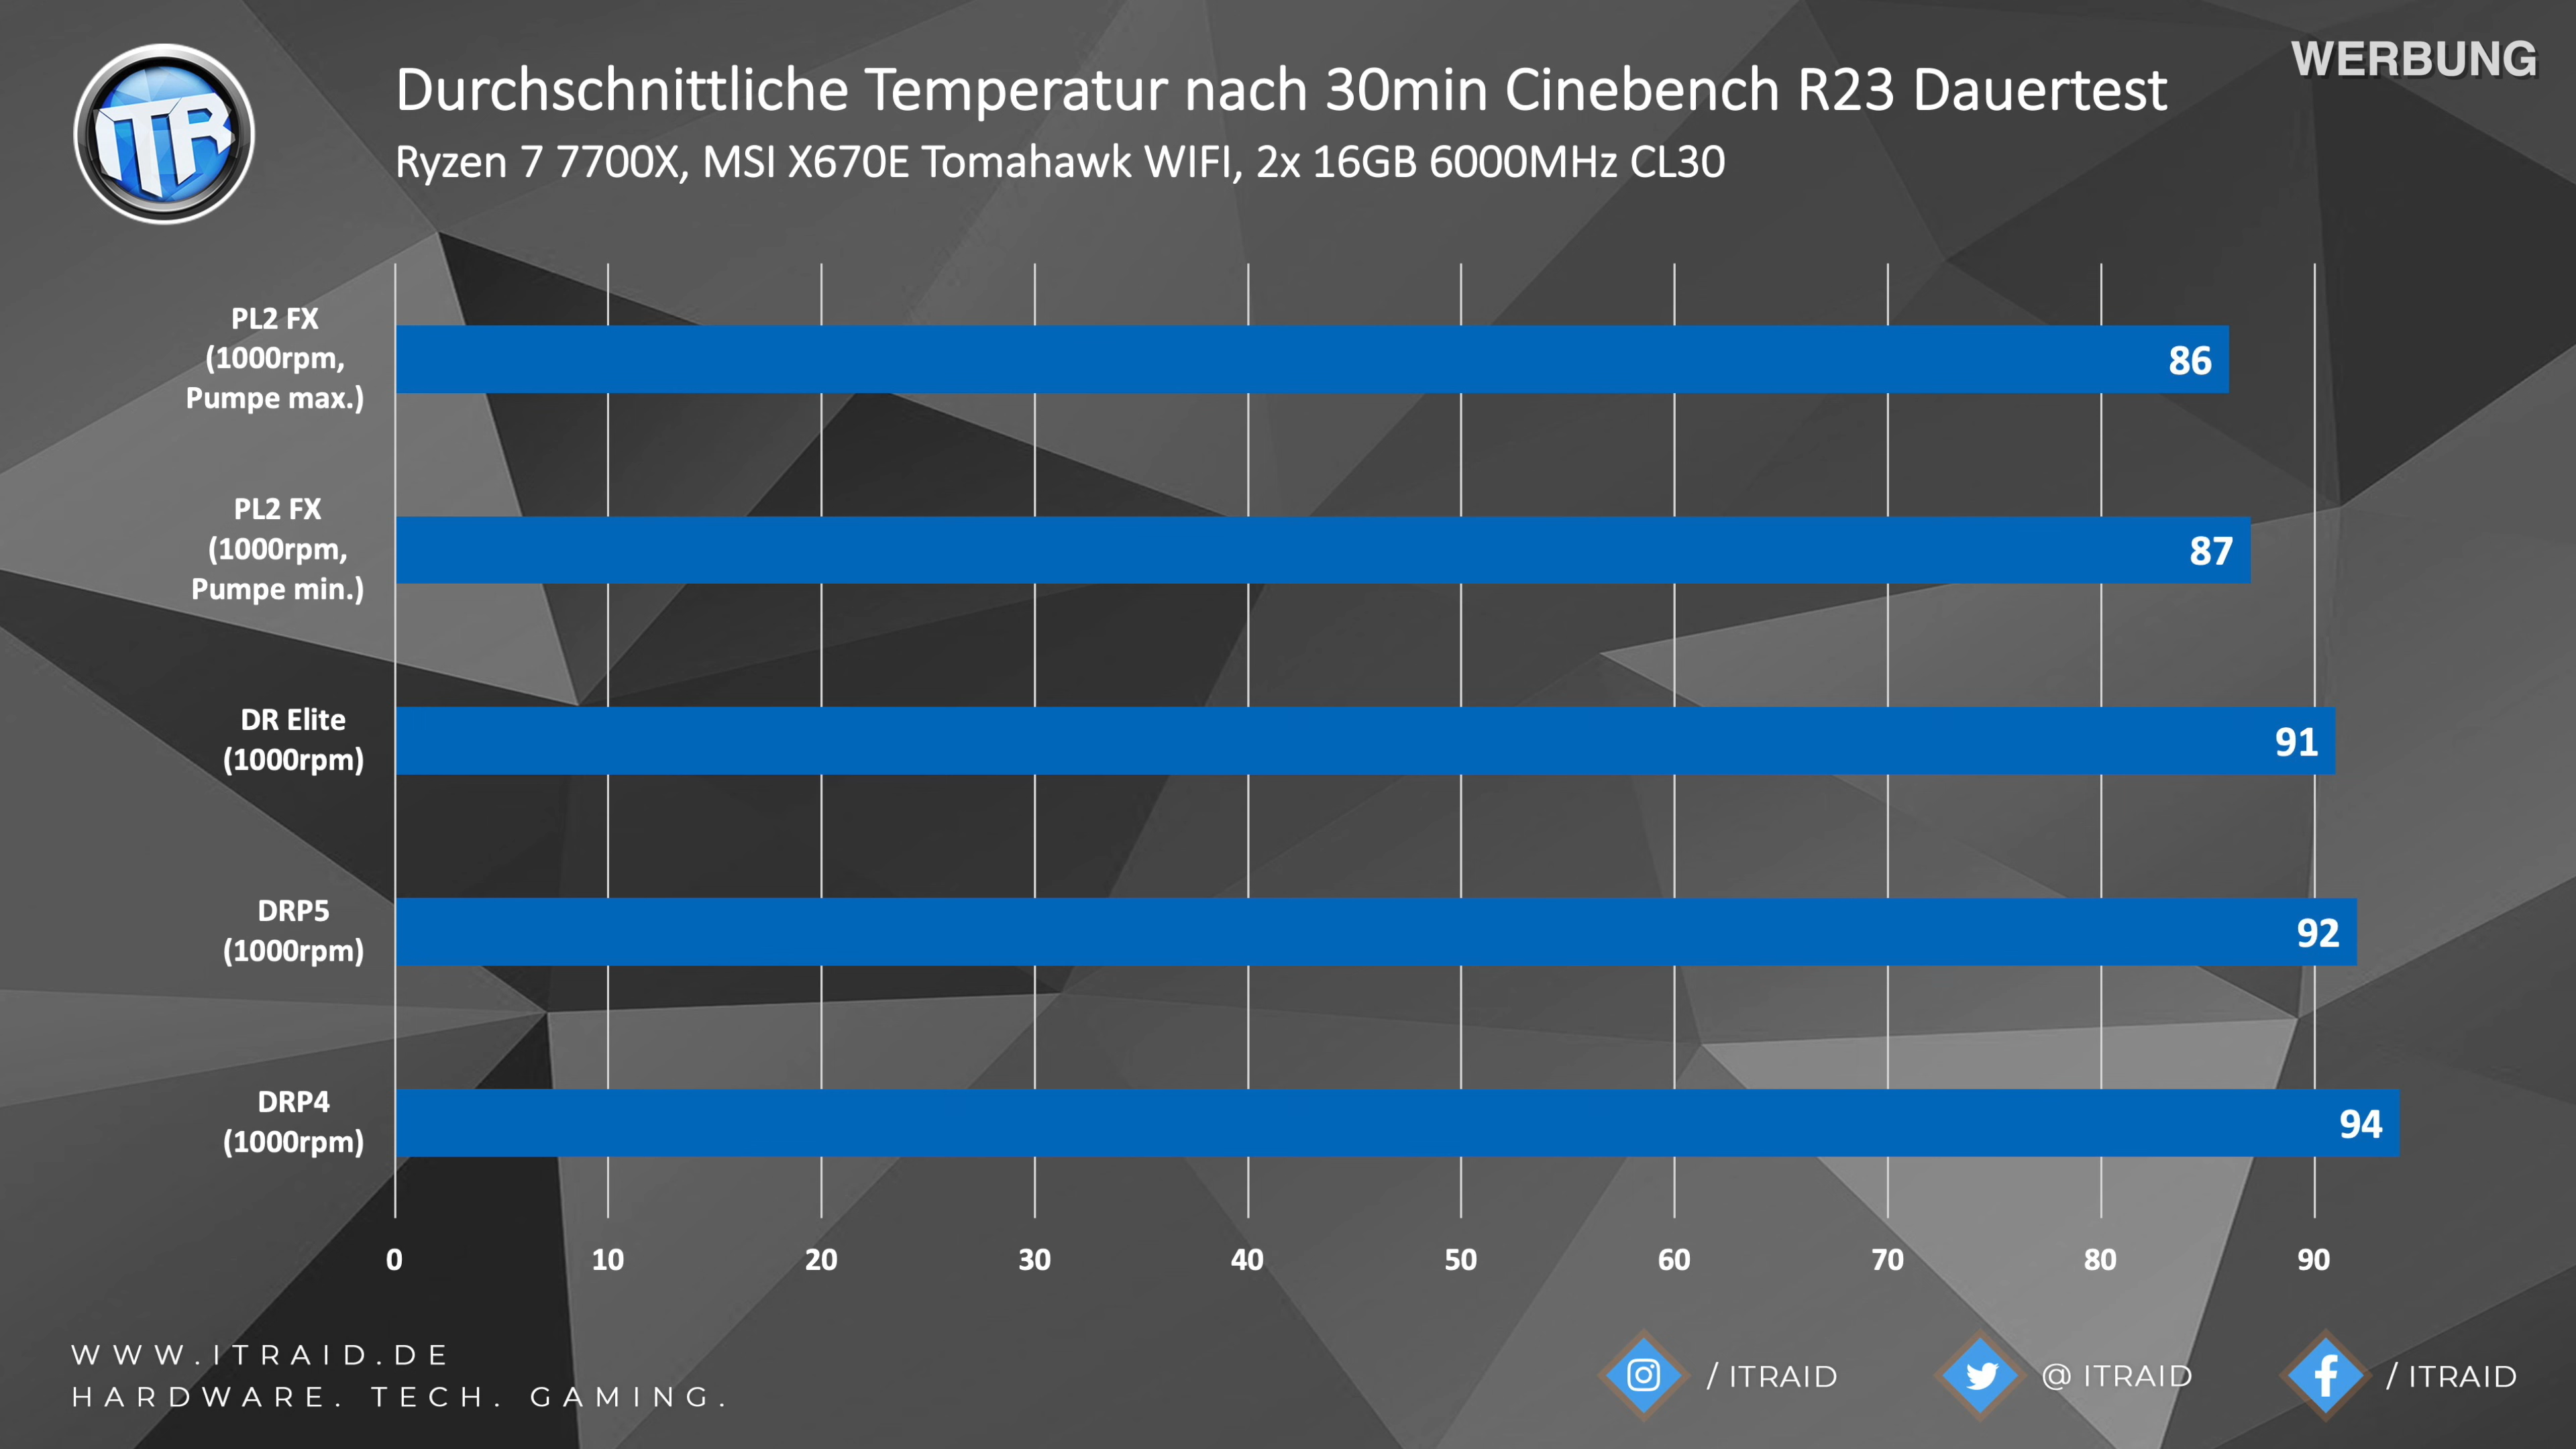 ITR
WERBUNG
Durchschnittliche Temperatur nach 30min Cinebench R23 Dauertest
Ryzen 7 7700X, MSI X670E Tomahawk WIFI, 2x 16GB 6000MHz CL30
PL2 FX
(1000rpm,
Pumpe max.)
86
PL2 FX
(1000rpm,
Pumpe min.)
87
DR Elite
(1000rpm)
91
DRP5
(1000rpm)
92
DRP4
(1000rpm)
94
0 10 20 30 40 50 60 70 80 90
WWW.ITRAID.DE
HARDWARE. TECH. GAMING.
/ ITRAID
@ ITRAID
/ ITRAID